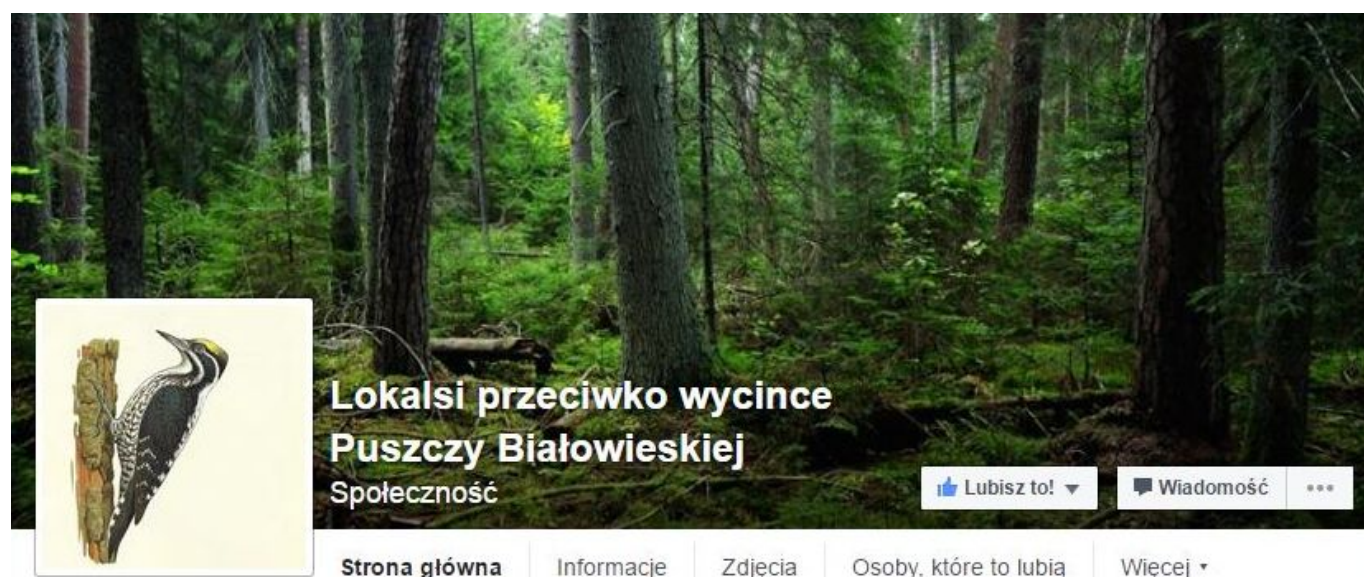 Lokalsi przeciwko wycince
Puszczy Białowieskiej
Społeczność
Lubisz to!
Wiadomość
Strona główna
Informacje
Zdjęcia
Osoby, które to lubią
Więcej